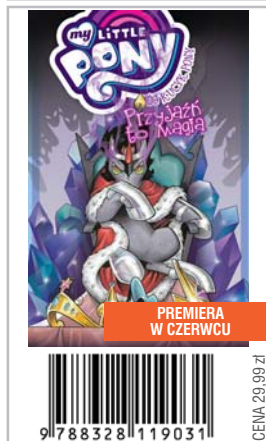 my LITTLE
PONY
Przyjaźń
to Magia
PREMIERA
W CZERWCU
CENA 29.99 zł
9 788328 119031